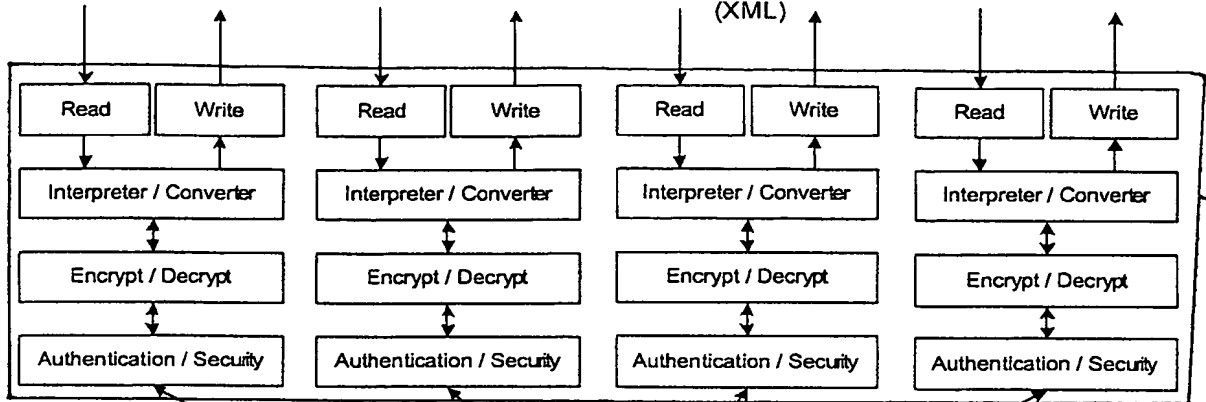 (XML)
Read Write Read Write Read Write Read Write
Interpreter / Converter Interpreter / Converter Interpreter / Converter Interpreter / Converter
Encrypt / Decrypt Encrypt / Decrypt Encrypt / Decrypt Encrypt / Decrypt
Authentication / Security Authentication / Security Authentication / Security Authentication / Security